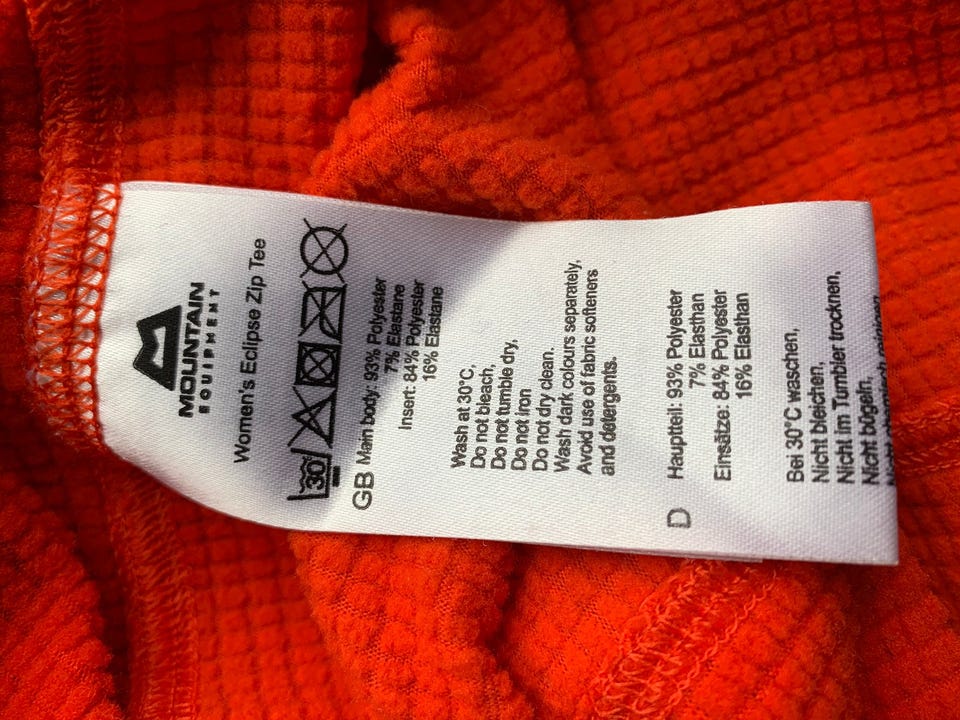 MOUNTAIN
EQUIPMENT
Women's Eclipse Zip Tee
30
GB Main body: 93% Polyester
7% Elastane
Insert: 84% Polyester
16% Elastane
Wash at 30°C,
Do not bleach,
Do not tumble dry,
Do not iron
Do not dry clean.
Wash dark colours separately,
Avoid use of fabric softeners
and detergents.
D Hauptteil: 93% Polyester
7% Elasthan
Einsätze: 84% Polyester
16% Elasthan
Bei 30°C waschen,
Nicht bleichen,
Nicht im Tumbler trocknen,
Nicht bügeln,